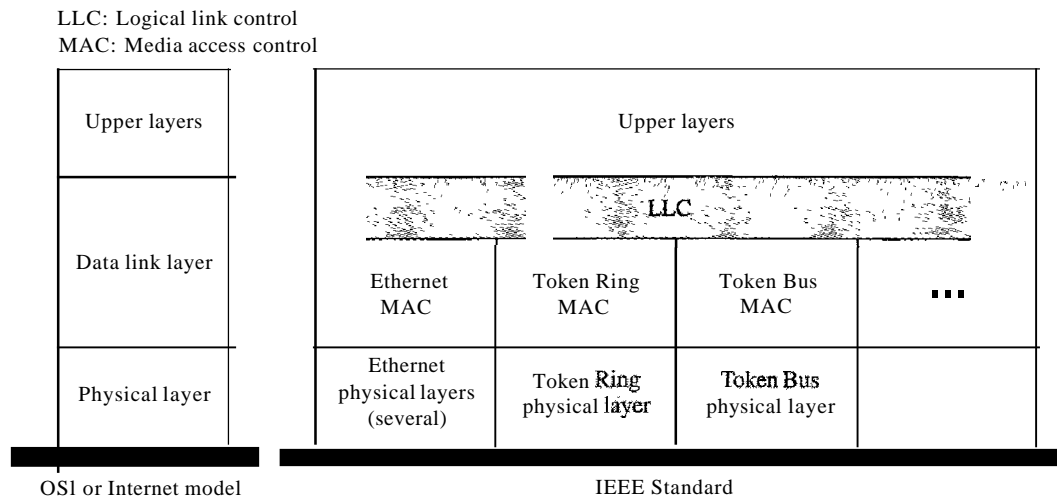 LLC: Logical link control
MAC: Media access control
Upper layers
Data link layer
Physical layer
OS1 or Internet model
Upper layers
LLC
Ethernet
MAC
Token Ring
MAC
Token Bus
MAC
...
Ethernet
physical layers
(several)
Token Ring
physical layer
Token Bus
physical layer
IEEE Standard